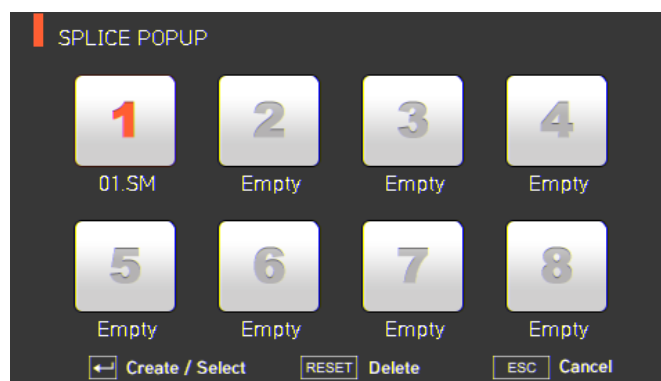 SPLICE POPUP
1 2 3 4
01.SM Empty Empty Empty
5 6 7 8
Empty Empty Empty Empty
Create / Select RESET Delete ESC Cancel